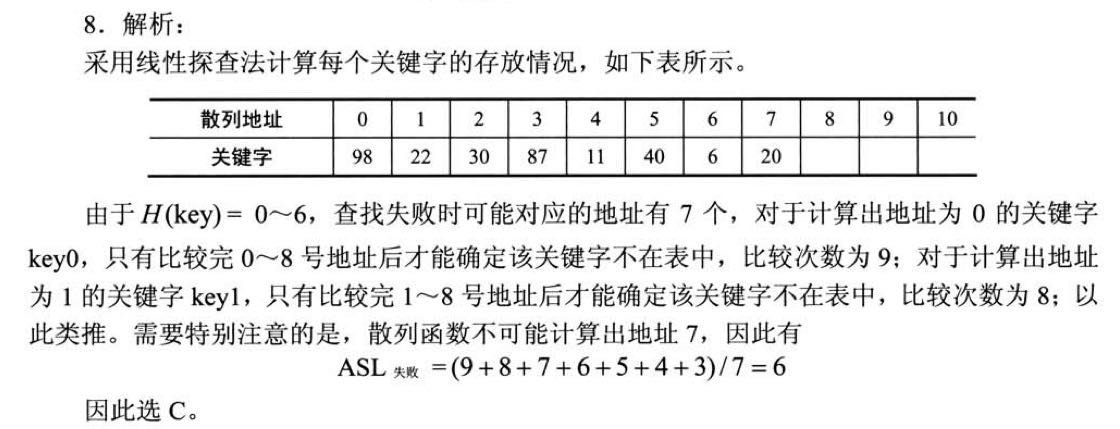 8．解析：
采用线性探查法计算每个关键字的存放情况，如下表所示。
散列地址 0 1 2 3 4 5 6 7 8 9 10
关键字 98 22 30 87 11 40 6 20
由于 H(key) = 0～6，查找失败时可能对应的地址有 7 个，对于计算出地址为 0 的关键字
key0，只有比较完 0～8 号地址后才能确定该关键字不在表中，比较次数为 9；对于计算出地址
为 1 的关键字 key1，只有比较完 1～8 号地址后才能确定该关键字不在表中，比较次数为 8；以
此类推。需要特别注意的是，散列函数不可能计算出地址 7，因此有
ASL 失败 =(9+8+7+6+5+4+3)/7=6
因此选 C。